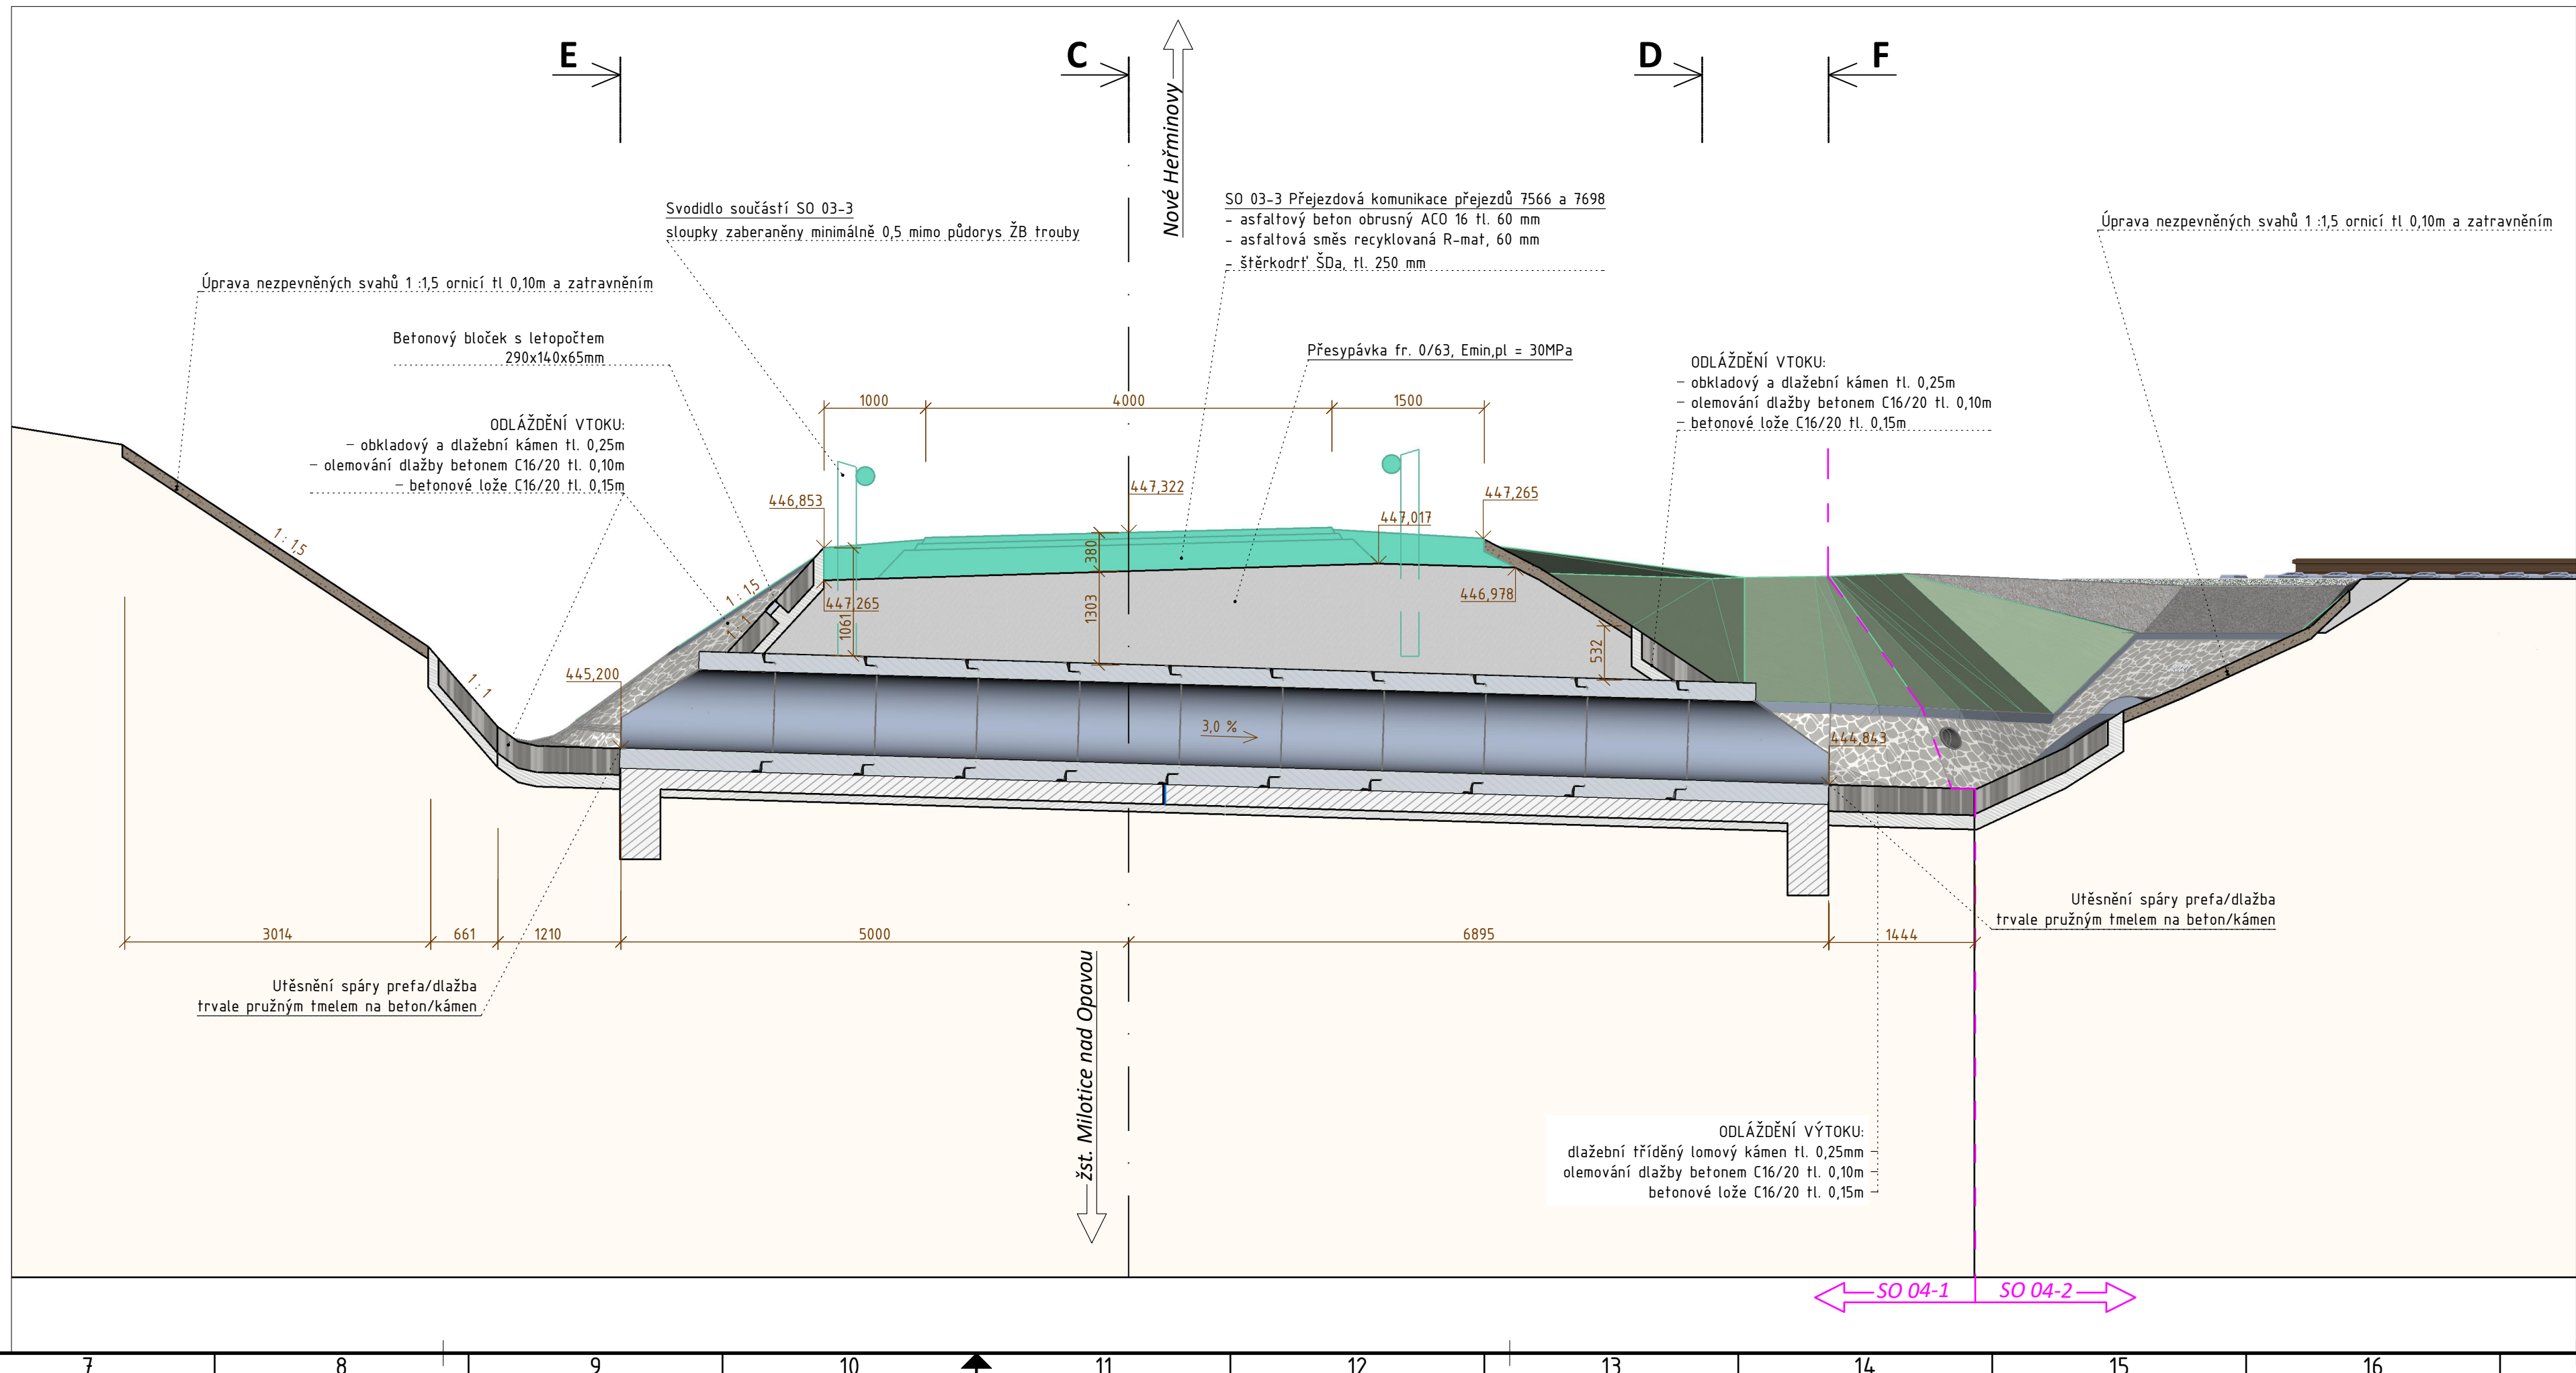 E
C
D
F
Nové Heřminovy
Svodidlo součástí SO 03-3
sloupky zaberaněny minimálně 0,5 mimo půdorys ŽB trouby
SO 03-3 Přejezdová komunikace přejezdů 7566 a 7698
- asfaltový beton obrusný ACO 16 tl. 60 mm
- asfaltová směs recyklovaná R-mat, 60 mm
- štěrkodrť ŠDa, tl. 250 mm
Úprava nezpevněných svahů 1 :1,5 ornicí tl 0,10m a zatravněním
Úprava nezpevněných svahů 1 :1,5 ornicí tl 0,10m a zatravněním
Betonový bloček s letopočtem
290x140x65mm
Přesypávka fr. 0/63, Emin,pl = 30MPa
ODLÁŽDĚNÍ VTOKU:
– obkladový a dlažební kámen tl. 0,25m
– olemování dlažby betonem C16/20 tl. 0,10m
– betonové lože C16/20 tl. 0,15m
ODLÁŽDĚNÍ VTOKU:
– obkladový a dlažební kámen tl. 0,25m
– olemování dlažby betonem C16/20 tl. 0,10m
– betonové lože C16/20 tl. 0,15m
1000
4000
1500
446,853
447,322
447,265
447,017
1 : 1,5
380
1 : 1,5
1 : 1
447,265
1061
1303
446,978
532
1 : 1
445,200
3,0 %
444,843
3014
661
1210
5000
6895
1444
Utěsnění spáry prefa/dlažba
trvale pružným tmelem na beton/kámen
Utěsnění spáry prefa/dlažba
trvale pružným tmelem na beton/kámen
žst. Milotice nad Opavou
ODLÁŽDĚNÍ VÝTOKU:
dlažební tříděný lomový kámen tl. 0,25mm –
olemování dlažby betonem C16/20 tl. 0,10m –
betonové lože C16/20 tl. 0,15m –
SO 04-1
SO 04-2
7
8
9
10
11
12
13
14
15
16